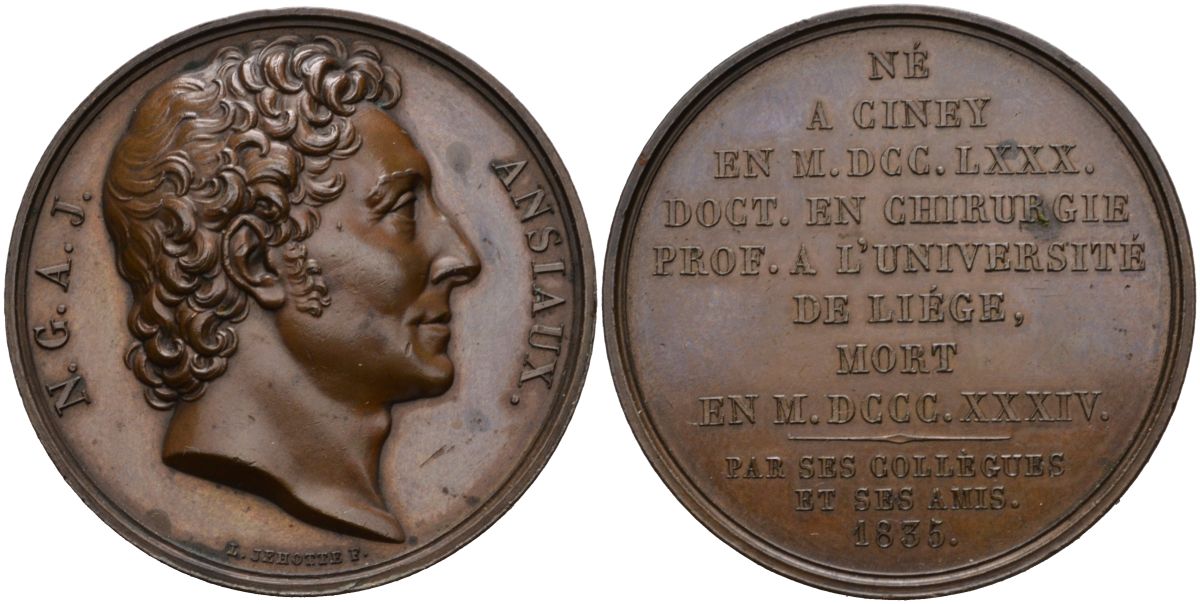 N. G. A. J. ANSIAUX.
L. JEHOTTE F.
NÉ
A CINEY
EN M. DCC. LXXX.
DOCT. EN CHIRURGIE
PROF. A L'UNIVERSITÉ
DE LIÉGE,
MORT
EN M. DCCC. XXXIV.
PAR SES COLLÈGUES
ET SES AMIS.
1835.